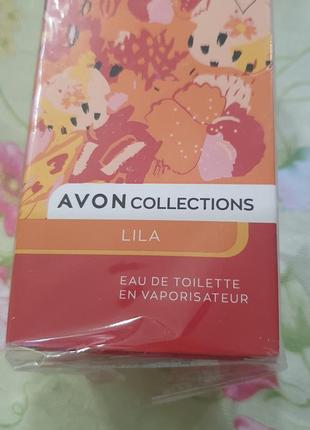 AVON COLLECTIONS
LILA
EAU DE TOILETTE
EN VAPORISATEUR